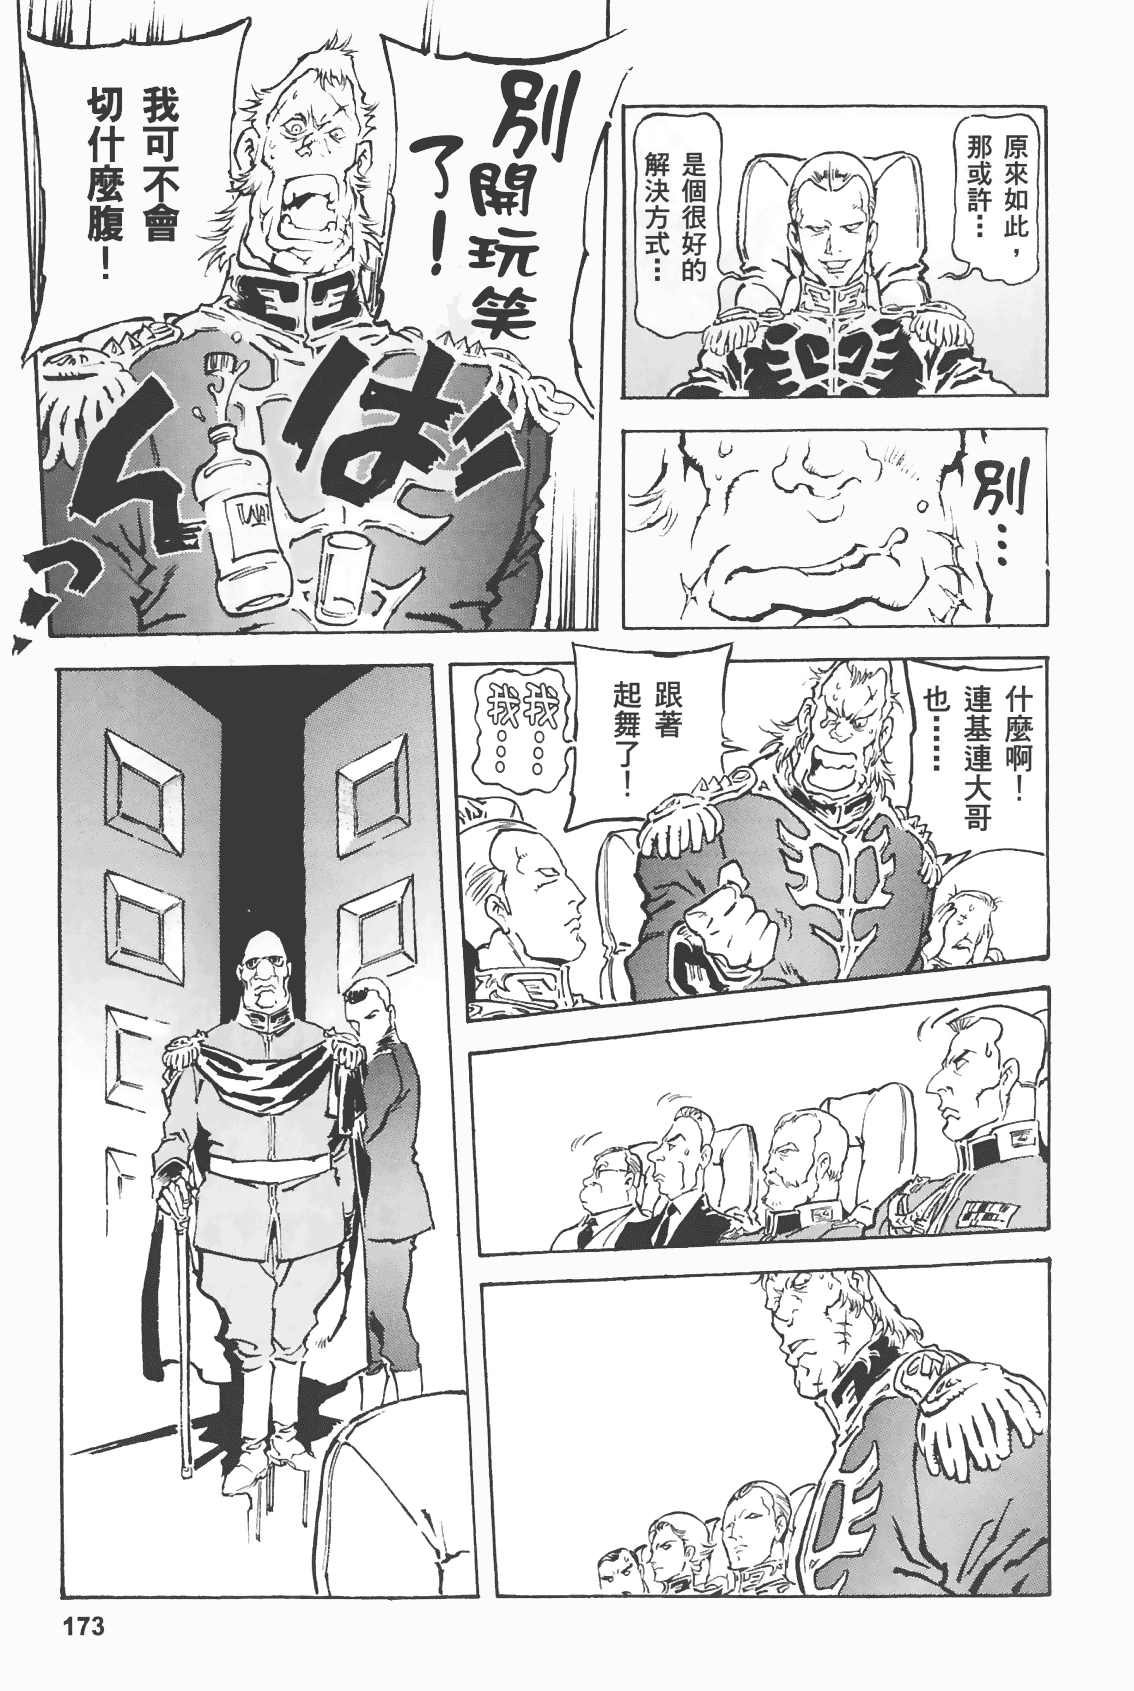 原來如此，
那或許…
是個很好的
解決方式…
別…
別
開玩笑
了！
我可不會
切什麼腹！
ばん
っ
什麼啊！
連基連大哥
也……
跟著
起舞了！
我…
我……
173